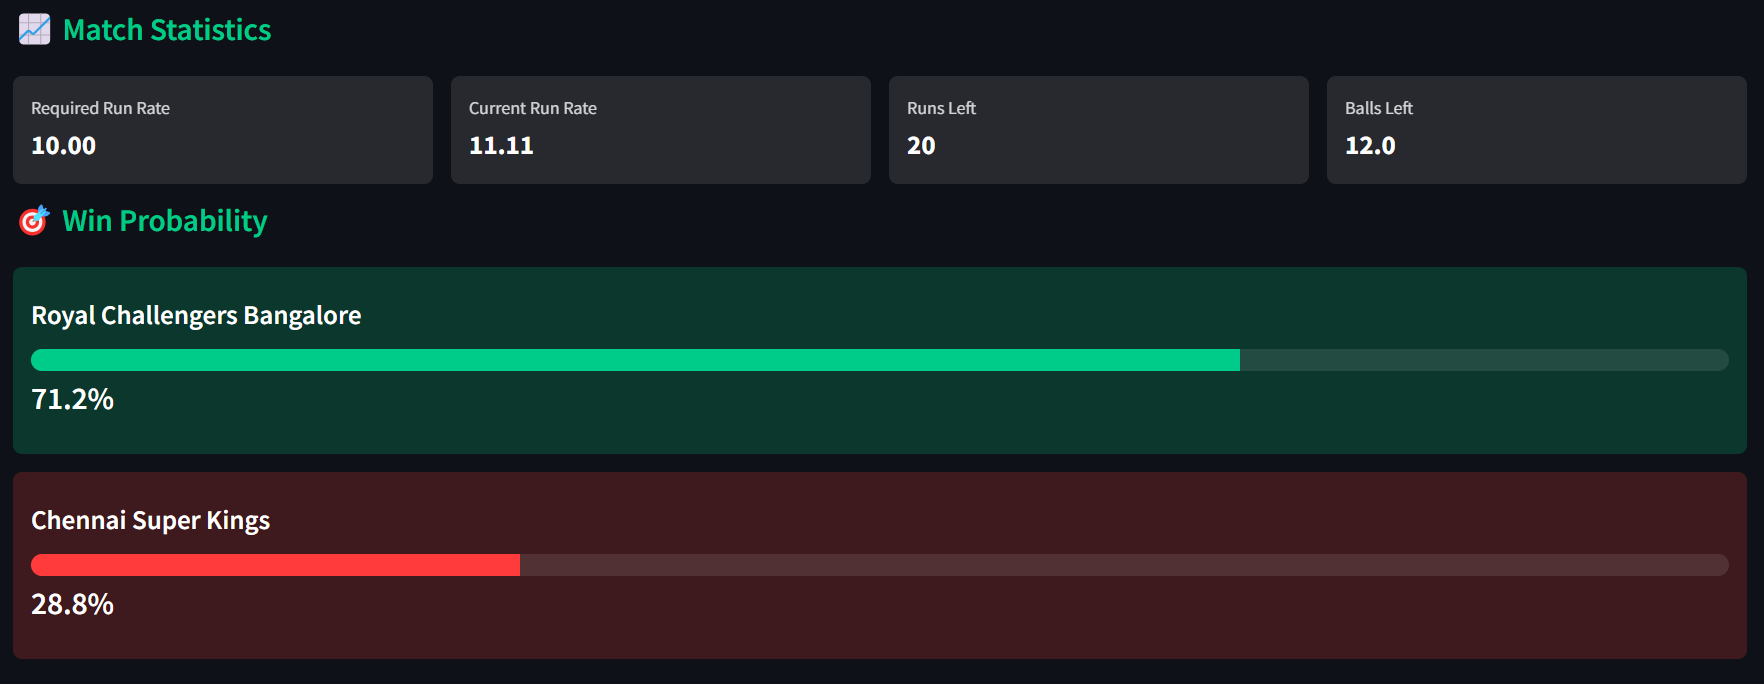 Match Statistics
Required Run Rate
10.00
Current Run Rate
11.11
Runs Left
20
Balls Left
12.0
Win Probability
Royal Challengers Bangalore
71.2%
Chennai Super Kings
28.8%